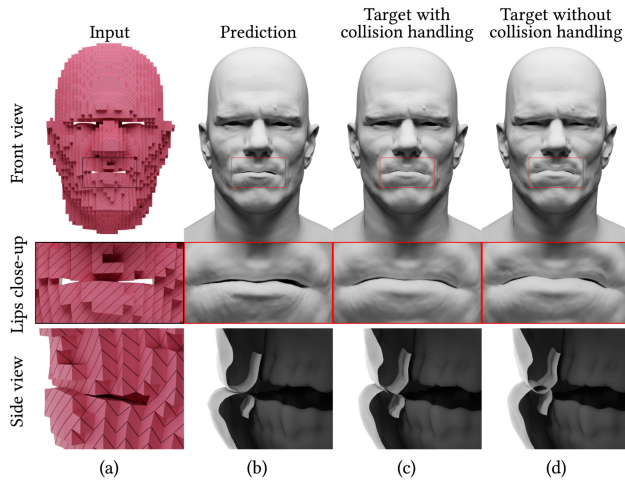 Input
Prediction
Target with
collision handling
Target without
collision handling
Front view
Lips close-up
Side view
(a)
(b)
(c)
(d)